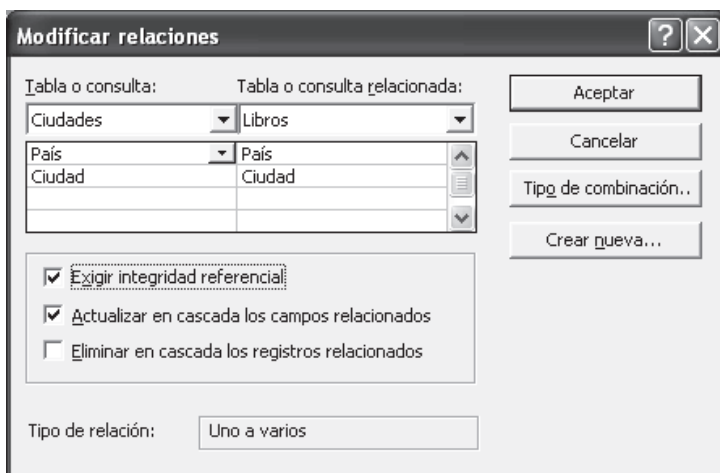 Modificar relaciones
Tabla o consulta: Tabla o consulta relacionada:
Ciudades Libros
País País
Ciudad Ciudad
Aceptar
Cancelar
Tipo de combinación..
Crear nueva...
Exigir integridad referencial
Actualizar en cascada los campos relacionados
Eliminar en cascada los registros relacionados
Tipo de relación: Uno a varios